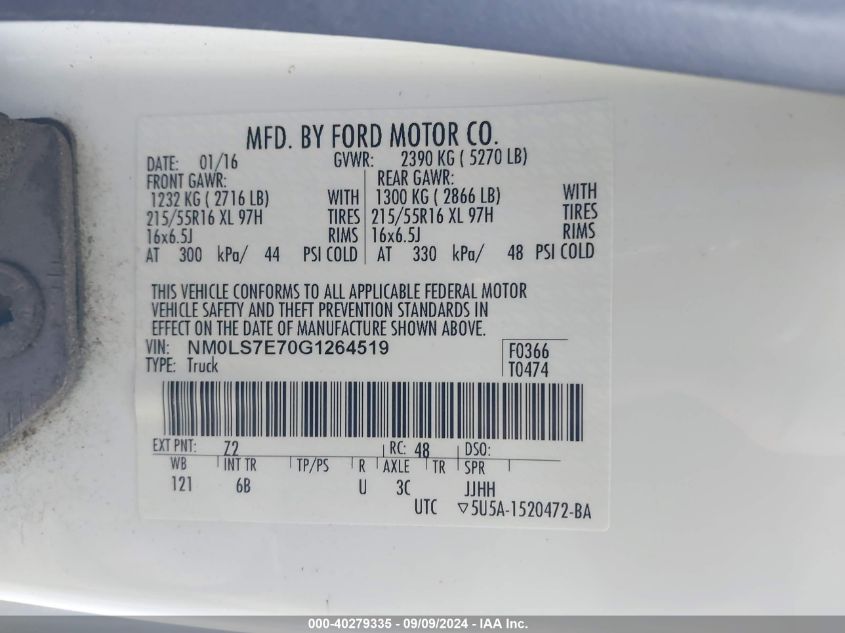 MFD. BY FORD MOTOR CO.
DATE: 01/16 GVWR: 2390 KG ( 5270 LB)
FRONT GAWR: REAR GAWR:
1232 KG ( 2716 LB) WITH 1300 KG ( 2866 LB) WITH
215/55R16 XL 97H TIRES 215/55R16 XL 97H TIRES
16x6.5J RIMS 16x6.5J RIMS
AT 300 kPa/ 44 PSI COLD AT 330 kPa/ 48 PSI COLD
THIS VEHICLE CONFORMS TO ALL APPLICABLE FEDERAL MOTOR
VEHICLE SAFETY AND THEFT PREVENTION STANDARDS IN
EFFECT ON THE DATE OF MANUFACTURE SHOWN ABOVE.
VIN: NM0LS7E70G1264519 F0366
TYPE: Truck T0474
EXT PNT: Z2 RC: 48 DSO:
WB INT TR TP/PS R AXLE TR SPR
121 6B U 3C JJHH
UTC ▽5U5A-1520472-BA
000-40279335 - 09/09/2024 - IAA Inc.